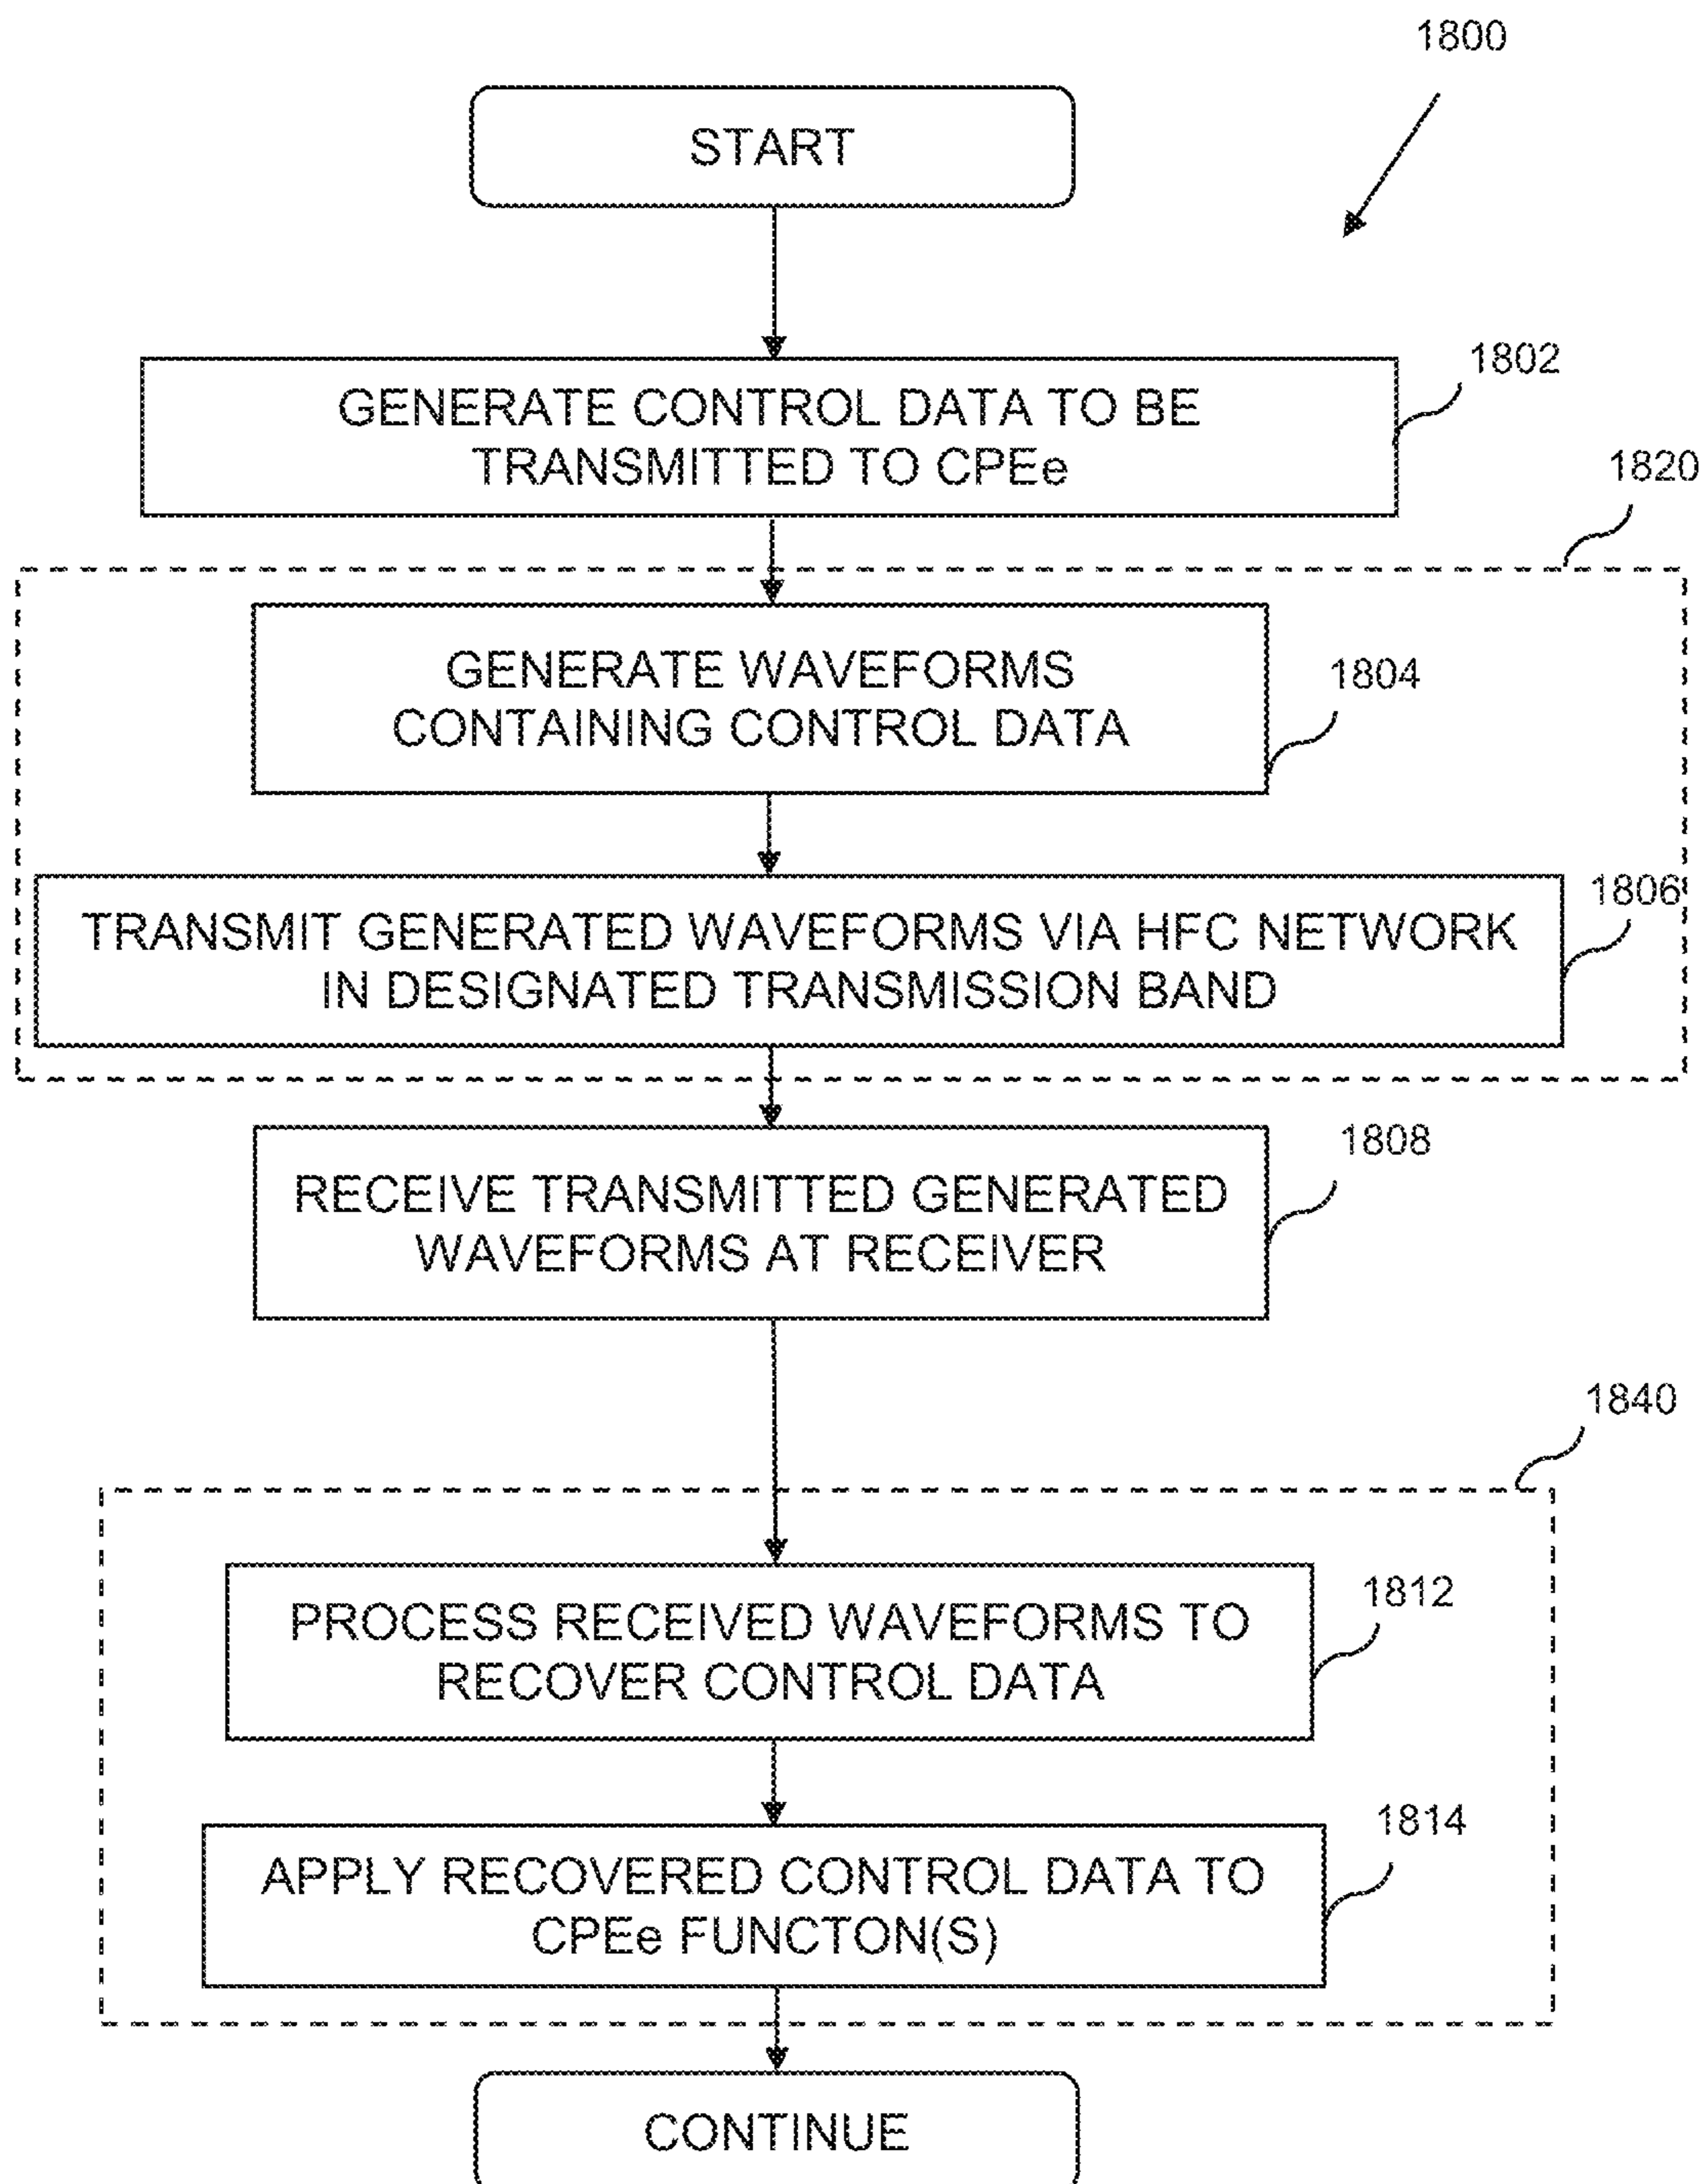 1800
START
1802
GENERATE CONTROL DATA TO BE
TRANSMITTED TO CPEe
1820
GENERATE WAVEFORMS
CONTAINING CONTROL DATA
1804
1806
TRANSMIT GENERATED WAVEFORMS VIA HFC NETWORK
IN DESIGNATED TRANSMISSION BAND
1808
RECEIVE TRANSMITTED GENERATED
WAVEFORMS AT RECEIVER
1840
1812
PROCESS RECEIVED WAVEFORMS TO
RECOVER CONTROL DATA
1814
APPLY RECOVERED CONTROL DATA TO
CPEe FUNCTON(S)
CONTINUE